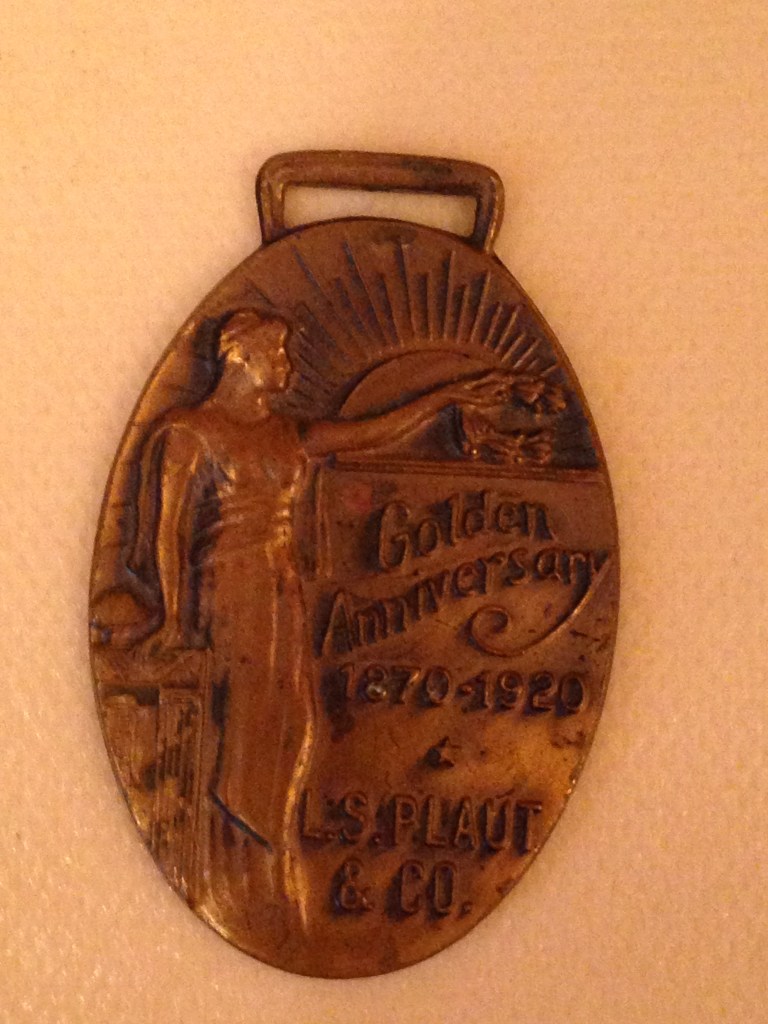 Golden
Anniversary
1870-1920
L.S. PLAUT
& CO.